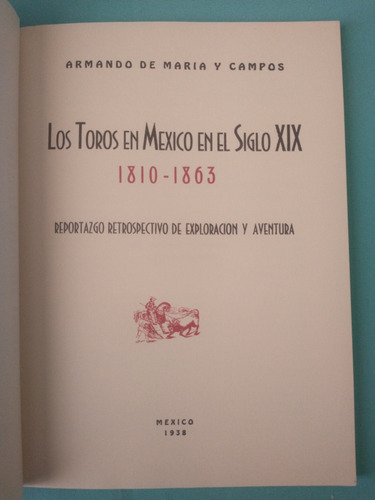 ARMANDO DE MARIA Y CAMPOS
LOS TOROS EN MEXICO EN EL SIGLO XIX
1810-1863
REPORTAZGO RETROSPECTIVO DE EXPLORACION Y AVENTURA
MEXICO
1938